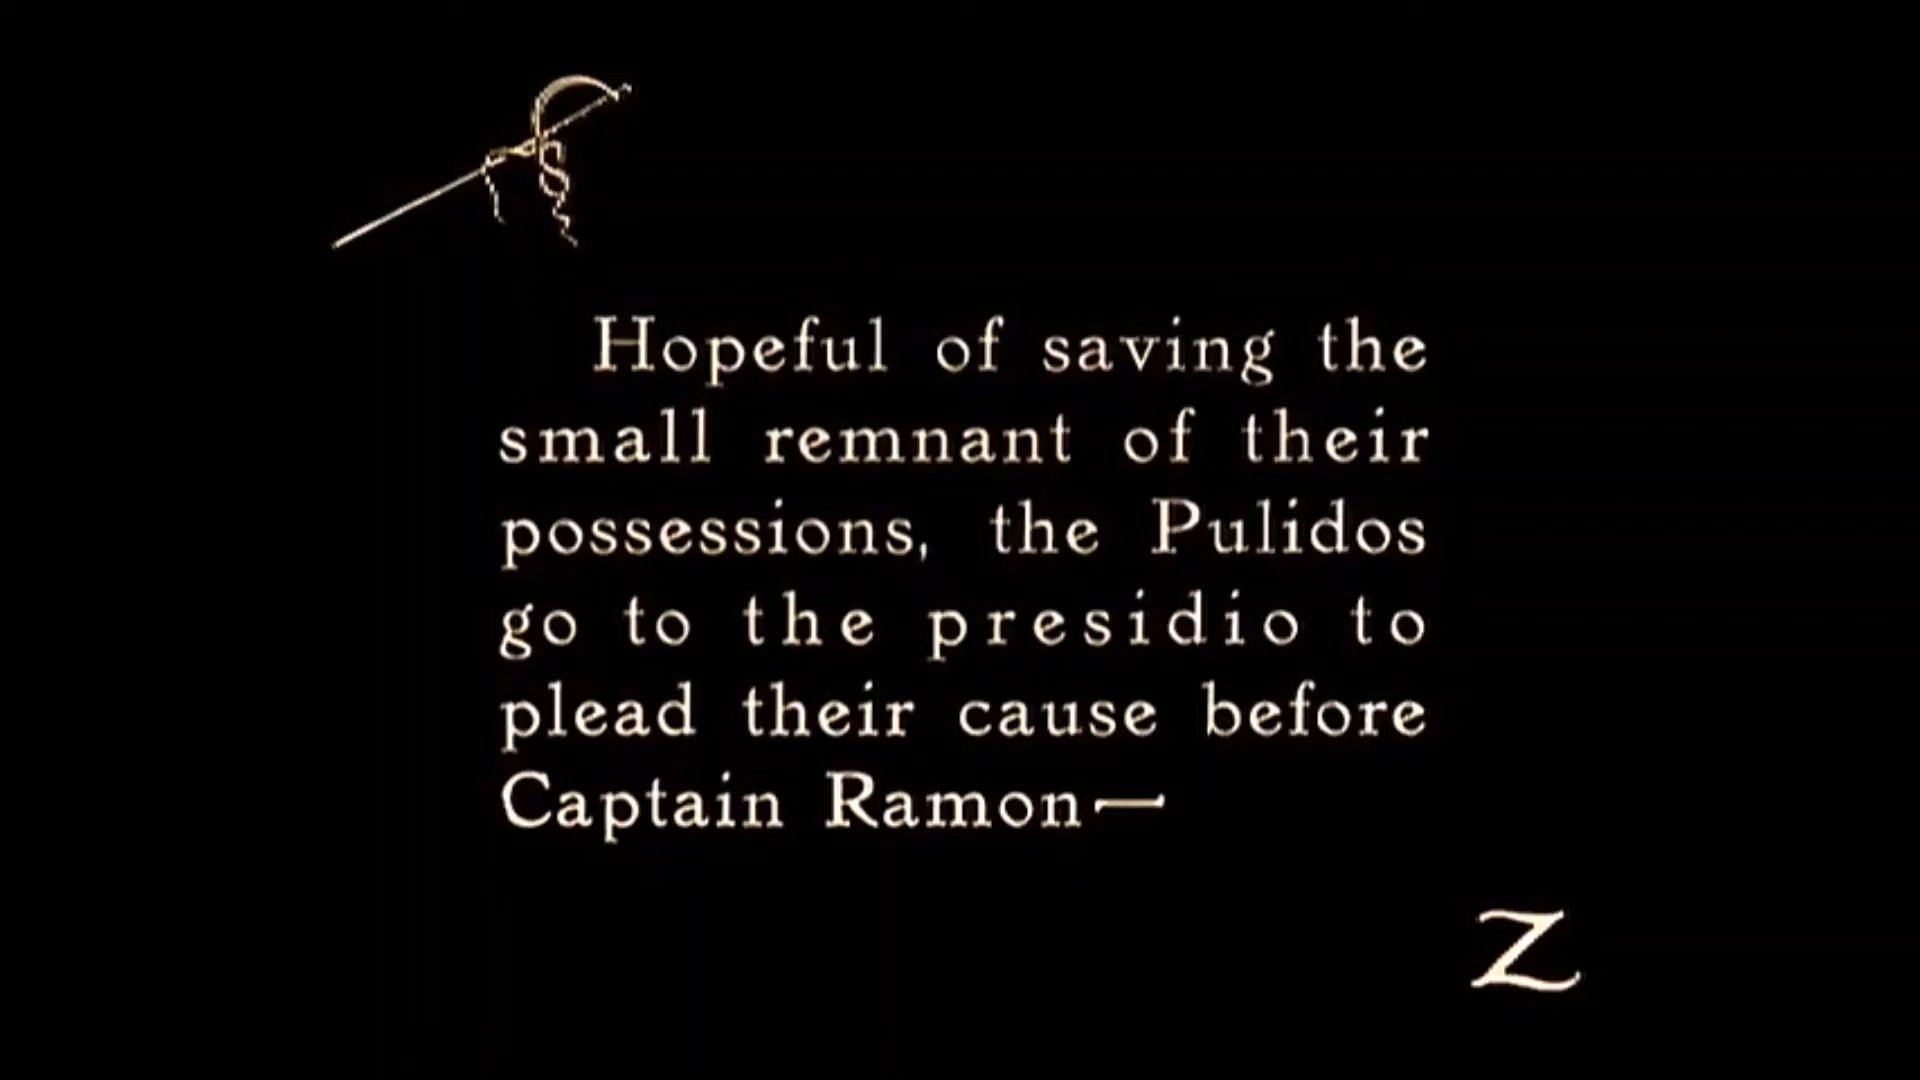 Hopeful of saving the
small remnant of their
possessions, the Pulidos
go to the presidio to
plead their cause before
Captain Ramon—
Z